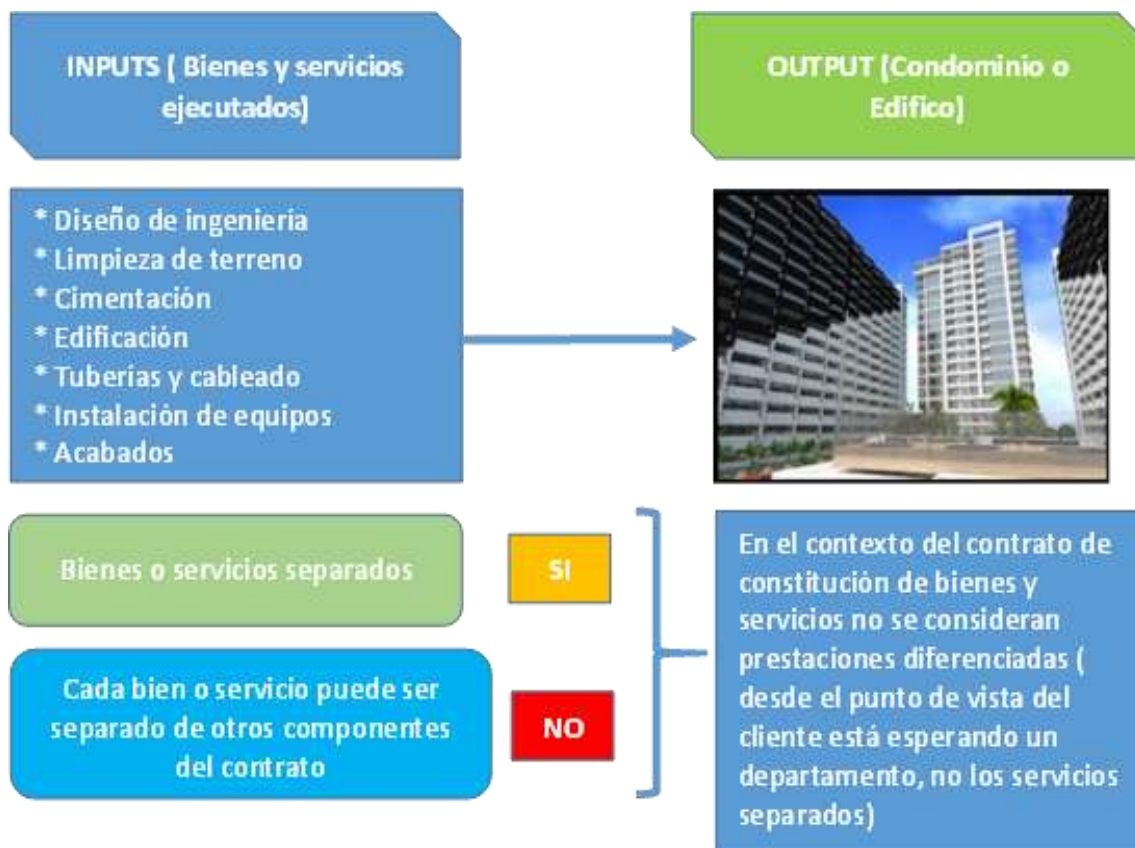 INPUTS ( Bienes y servicios
ejecutados)
OUTPUT (Condominio o
Edifico)
* Diseño de ingeniería
* Limpieza de terreno
* Cimentación
* Edificación
* Tuberías y cableado
* Instalación de equipos
* Acabados
Bienes o servicios separados
SI
Cada bien o servicio puede ser
separado de otros componentes
del contrato
NO
En el contexto del contrato de
constitución de bienes y
servicios no se consideran
prestaciones diferenciadas (
desde el punto de vista del
cliente está esperando un
departamento, no los servicios
separados)